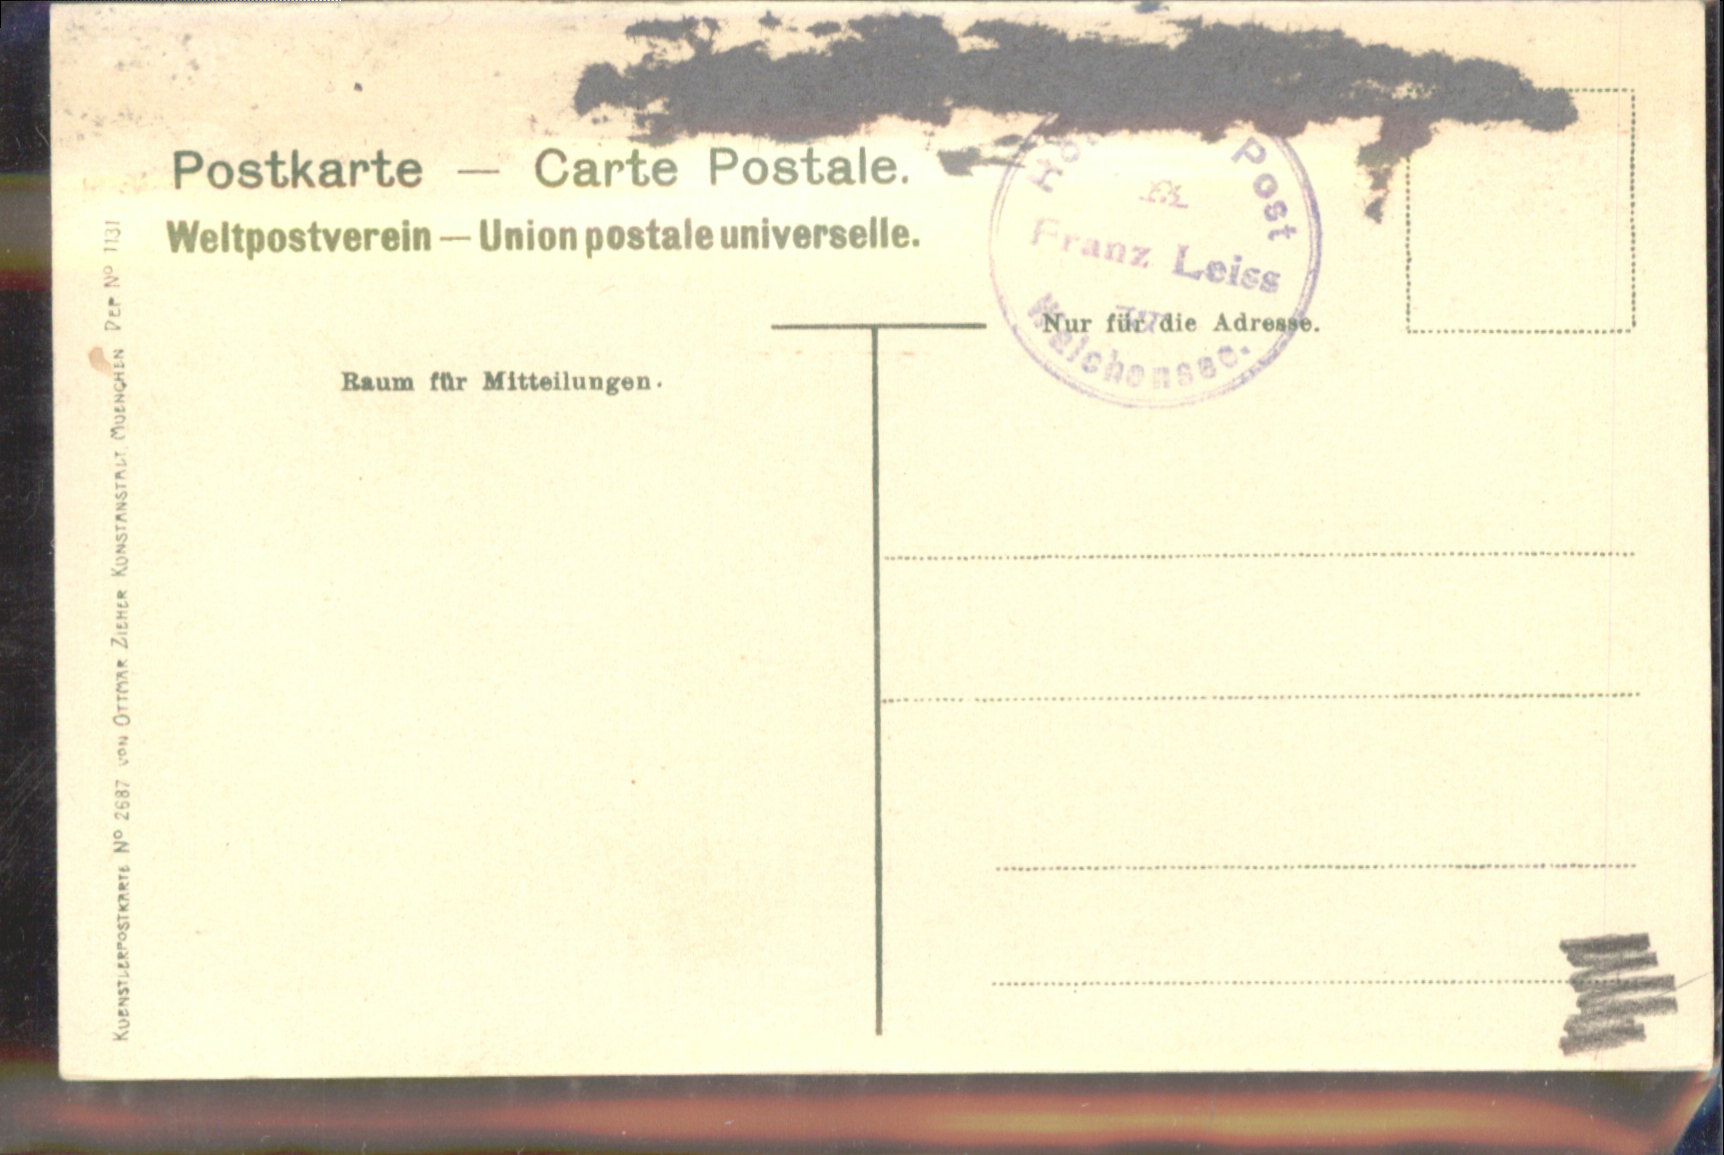 Postkarte — Carte Postale.
Weltpostverein — Union postale universelle.
Post
Franz Leiss
Walchensee.
Nur für die Adresse.
Raum für Mitteilungen.
KUENSTLERPOSTKARTE Nº 2687 VON OTTMAR ZIEHER KUNSTANSTALT, MUENCHEN DEP Nº 1131